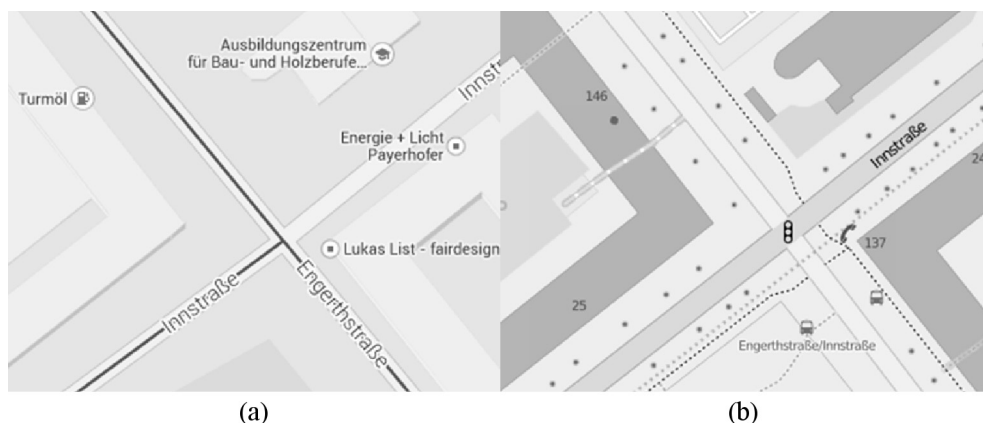 Ausbildungszentrum
für Bau- und Holzberufe...
Turmöl
Innstr
Energie + Licht
Payerhofer
Lukas List - fairdesign
Innstraße
Engerthstraße
(a)
146
Innstraße
24
137
25
Engerthstraße/Innstraße
(b)